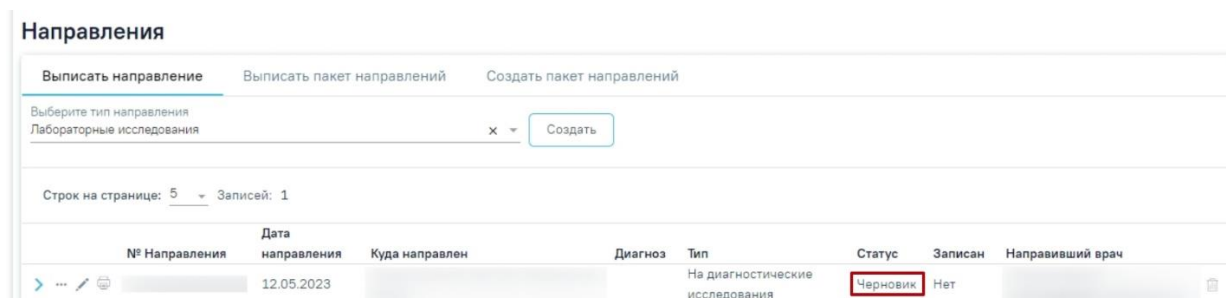 Направления
Выписать направление Выписать пакет направлений Создать пакет направлений
Выберите тип направления
Лабораторные исследования x Создать
Строк на странице: 5 Записей: 1
№ Направления Дата направления Куда направлен Диагноз Тип Статус Записан Направивший врач
12.05.2023 На диагностические исследования Черновик Нет